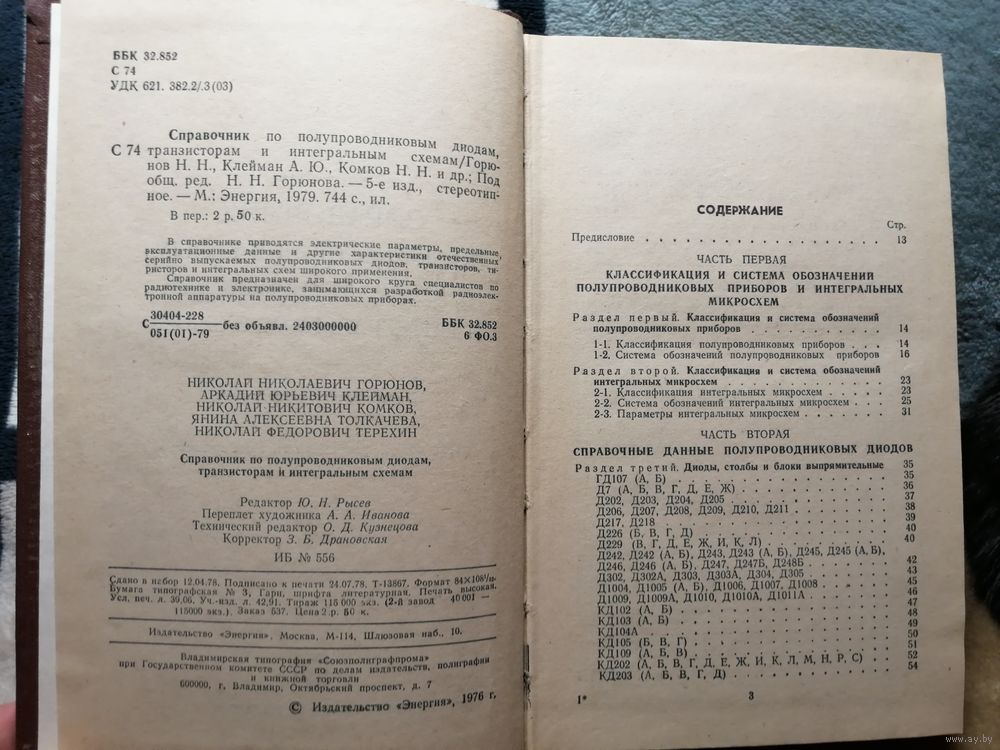 ББК 32.852
С 74
УДК 621. 382.2/.3(03)
Справочник по полупроводниковым диодам,
С 74 транзисторам и интегральным схемам/Горю-
нов Н. Н., Клейман А. Ю., Комков Н. Н. и др.; Под
общ. ред. Н. Н. Горюнова. — 5-е изд., стереотип-
ное. — М.: Энергия, 1979. 744 с., ил.
В пер.: 2 р. 50 к.
В справочнике приводятся электрические параметры, предельные
эксплуатационные данные и другие характеристики отечественных
серийно выпускаемых полупроводниковых диодов, транзисторов, ти-
ристоров и интегральных схем широкого применения.
Справочник предназначен для широкого круга специалистов по
радиотехнике и электронике, занимающихся разработкой радиоэлек-
тронной аппаратуры на полупроводниковых приборах.
30404-228
С — без объявл. 2403000000
051(01)-79
ББК 32.852
6 Ф0.3
НИКОЛАЙ НИКОЛАЕВИЧ ГОРЮНОВ,
АРКАДИЙ ЮРЬЕВИЧ КЛЕЙМАН,
НИКОЛАЙ НИКИТОВИЧ КОМКОВ,
ЯНИНА АЛЕКСЕЕВНА ТОЛКАЧЕВА,
НИКОЛАЙ ФЕДОРОВИЧ ТЕРЕХИН
Справочник по полупроводниковым диодам,
транзисторам и интегральным схемам
Редактор Ю. Н. Рысев
Переплет художника А. А. Иванова
Технический редактор О. Д. Кузнецова
Корректор З. Б. Драновская
ИБ № 556
Сдано в набор 12.04.78. Подписано к печати 24.07.78. Т-13867. Формат 84×108¹/₃₂.
Бумага типографская № 3. Гарн. шрифта литературная. Печать высокая.
Усл. печ. л. 39,06. Уч.-изд. л. 42,91. Тираж 115 000 экз. (2-й завод 40 001 —
115000 экз.). Заказ 537. Цена 2 р. 50 к.
Издательство «Энергия», Москва, М-114, Шлюзовая наб., 10.
Владимирская типография «Союзполиграфпрома»
при Государственном комитете СССР по делам издательств, полиграфии
и книжной торговли
600000, г. Владимир, Октябрьский проспект, д. 7
© Издательство «Энергия», 1976 г.
СОДЕРЖАНИЕ
Стр.
Предисловие . . . . . . . . . . . . . . . 13
ЧАСТЬ ПЕРВАЯ
КЛАССИФИКАЦИЯ И СИСТЕМА ОБОЗНАЧЕНИЙ
ПОЛУПРОВОДНИКОВЫХ ПРИБОРОВ И ИНТЕГРАЛЬНЫХ
МИКРОСХЕМ
Раздел первый. Классификация и система обозначений
полупроводниковых приборов . . . . . . . . . . . 14
1-1. Классификация полупроводниковых приборов . . . 14
1-2. Система обозначений полупроводниковых приборов 16
Раздел второй. Классификация и система обозначений
интегральных микросхем . . . . . . . . . . . . 23
2-1. Классификация интегральных микросхем . . . . . 23
2-2. Система обозначений интегральных микросхем . . . 25
2-3. Параметры интегральных микросхем . . . . . . . 31
ЧАСТЬ ВТОРАЯ
СПРАВОЧНЫЕ ДАННЫЕ ПОЛУПРОВОДНИКОВЫХ ДИОДОВ
Раздел третий. Диоды, столбы и блоки выпрямительные 35
ГД107 (А, Б) . . . . . . . . . . . . . . 35
Д7 (А, Б, В, Г, Д, Е, Ж) . . . . . . . . . . 36
Д202, Д203, Д204, Д205 . . . . . . . . . . 37
Д206, Д207, Д208, Д209, Д210, Д211 . . . . . . 38
Д217, Д218 . . . . . . . . . . . . . . 39
Д226 (Б, В, Г, Д) . . . . . . . . . . . . 40
Д229 (В, Г, Д, Е, Ж, И, К, Л) . . . . . . . . 40
Д242, Д242 (А, Б), Д243, Д243 (А, Б), Д245, Д245 (А, Б),
Д246, Д246 (А, Б), Д247, Д247Б, Д248Б . . . . . 42
Д302, Д302А, Д303, Д303А, Д304, Д305 . . . . . 43
Д1004, Д1005 (А, Б), Д1006, Д1007, Д1008 . . . . 45
Д1009, Д1009А, Д1010, Д1010А, Д1011А . . . . . 46
КД102 (А, Б) . . . . . . . . . . . . . . 47
КД103 (А, Б) . . . . . . . . . . . . . . 48
КД104А . . . . . . . . . . . . . . . 49
КД105 (Б, В, Г) . . . . . . . . . . . . . 50
КД109 (А, Б, В) . . . . . . . . . . . . . 51
КД202 (А, Б, В, Г, Д, Е, Ж, И, К, Л, М, Н, Р, С) . . 52
КД203 (А, Б, В, Г, Д) . . . . . . . . . . . 54
1* 3
www.ay.by